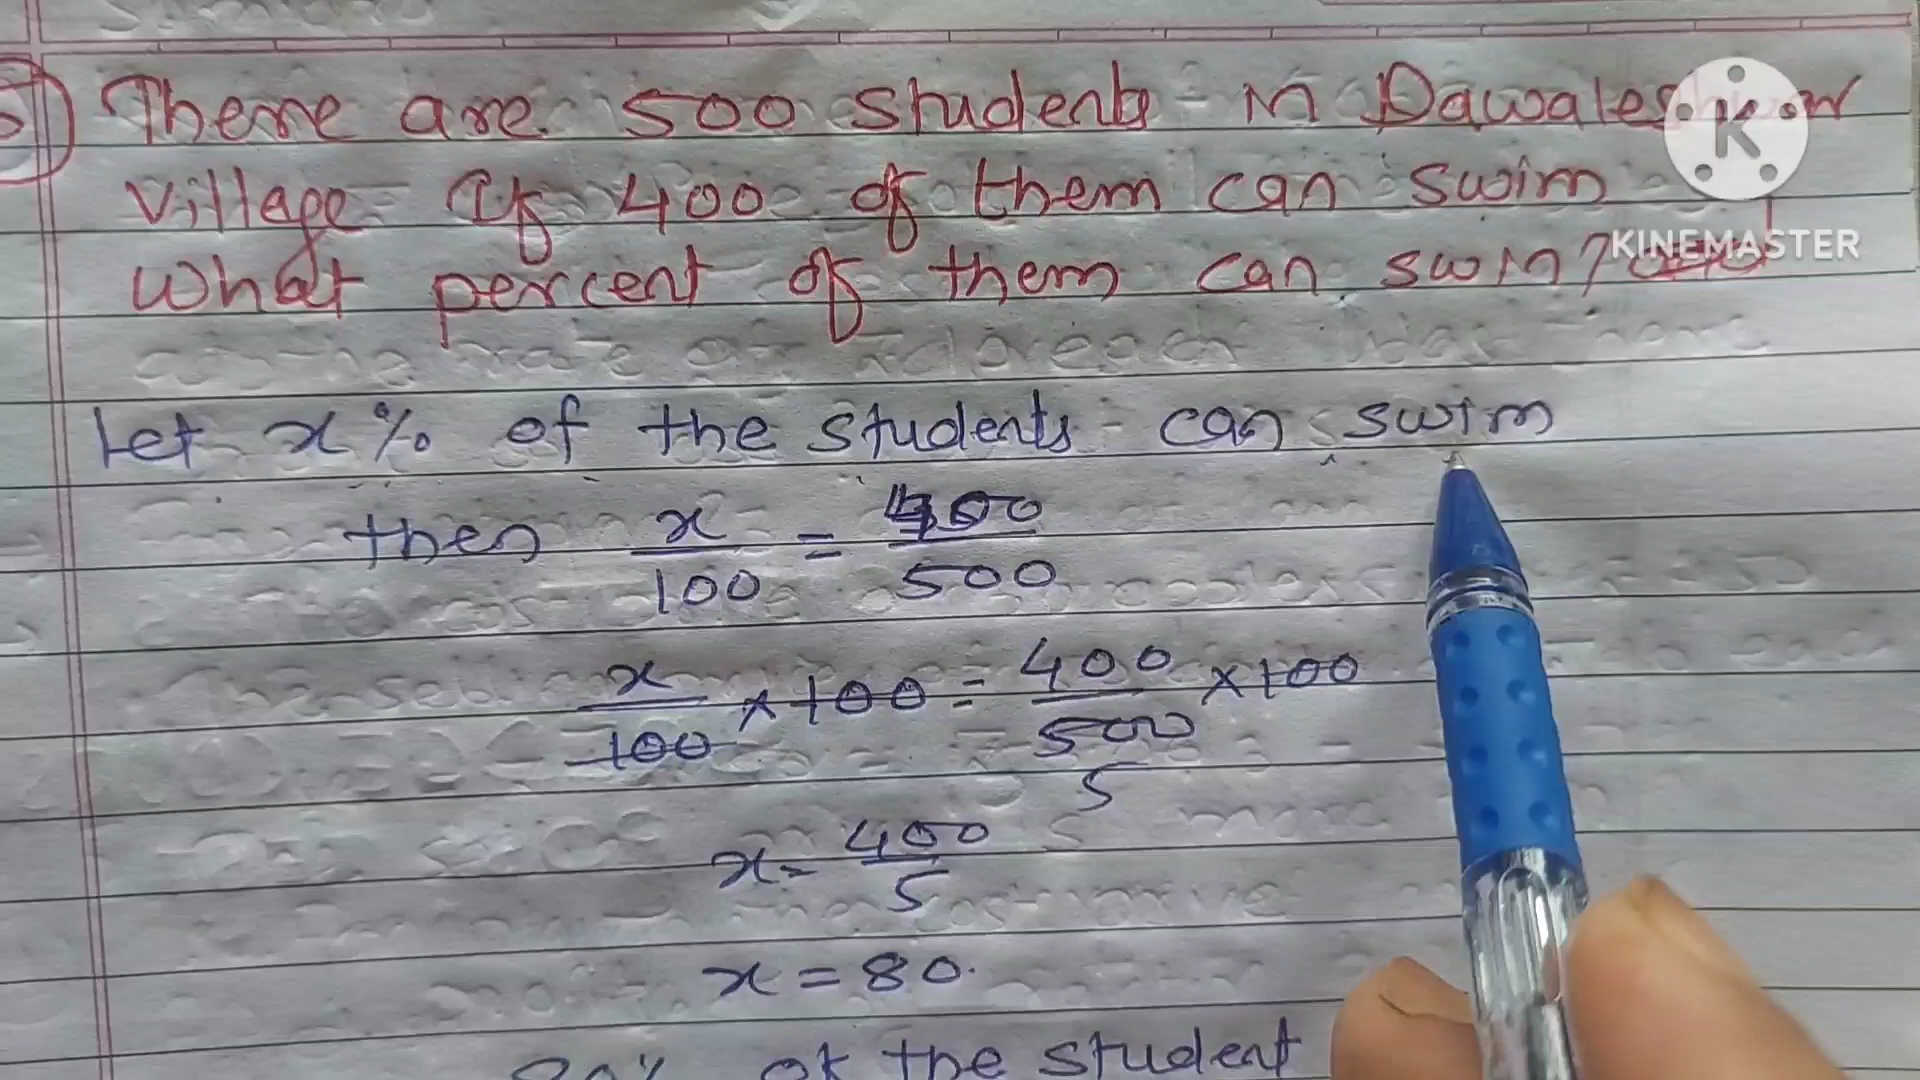 There are 500 students in
village If 400 of them can swim
What percent of them can swim?
KINEMASTER
Let x% of the students can swim
then x/100 = 400/500
x/100 × 100 = 400/500 × 100
5
x = 400/5
x = 80.
80% of the student